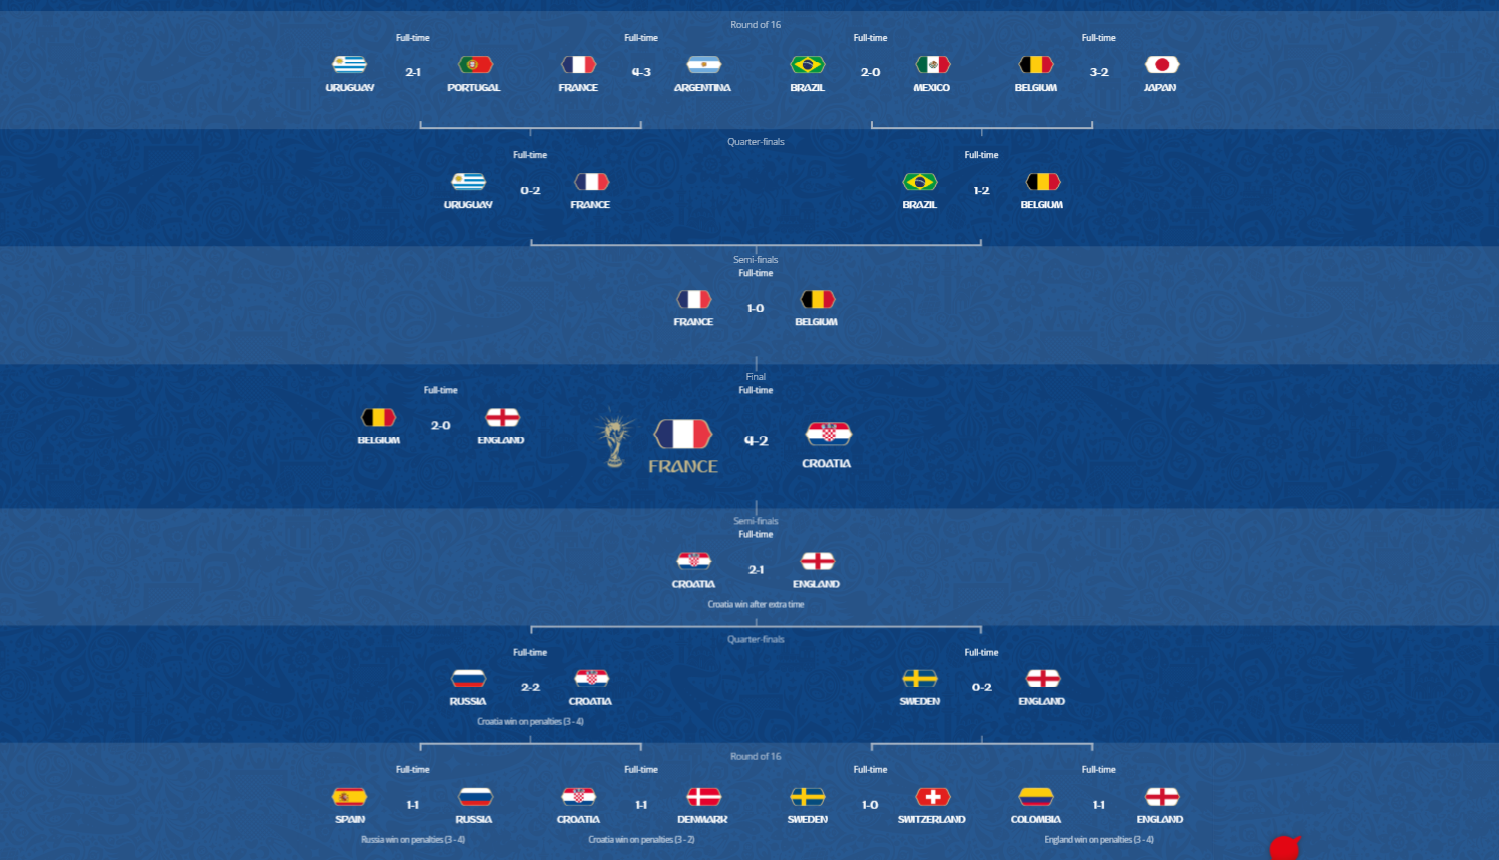 Round of 16
Full-time Full-time Full-time Full-time
2-1 4-3 2-0 3-2
URUGUAY PORTUGAL FRANCE ARGENTINA BRAZIL MEXICO BELGIUM JAPAN
Quarter-finals
Full-time Full-time
0-2 1-2
URUGUAY FRANCE BRAZIL BELGIUM
Semi-finals
Full-time
1-0
FRANCE BELGIUM
Final
Full-time Full-time
2-0 4-2
BELGIUM ENGLAND
FRANCE CROATIA
Semi-finals
Full-time
2-1
CROATIA ENGLAND
Croatia win after extra time
Quarter-finals
Full-time Full-time
2-2 0-2
RUSSIA CROATIA SWEDEN ENGLAND
Croatia win on penalties (3 - 4)
Round of 16
Full-time Full-time Full-time Full-time
1-1 1-1 1-0 1-1
SPAIN RUSSIA CROATIA DENMARK SWEDEN SWITZERLAND COLOMBIA ENGLAND
Russia win on penalties (3 - 4) Croatia win on penalties (3 - 2) England win on penalties (3 - 4)